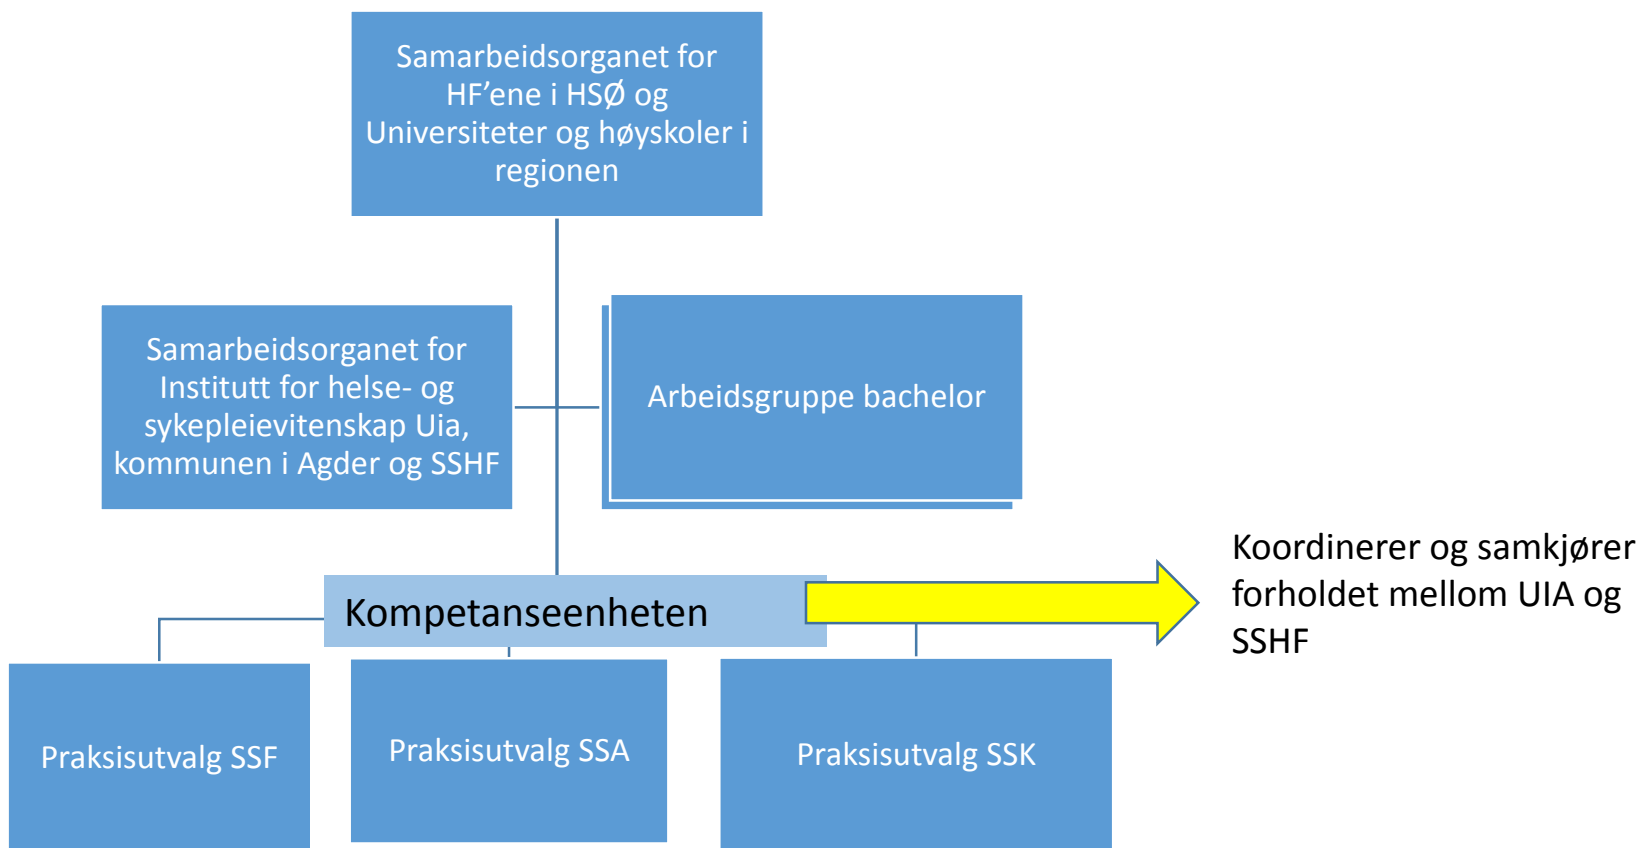 Samarbeidsorganet for
HF’ene i HSØ og
Universiteter og høyskoler i
regionen
Samarbeidsorganet for
Institutt for helse- og
sykepleievitenskap Uia,
kommunen i Agder og SSHF
Arbeidsgruppe bachelor
Kompetanseenheten
Koordinerer og samkjører
forholdet mellom UIA og
SSHF
Praksisutvalg SSF
Praksisutvalg SSA
Praksisutvalg SSK